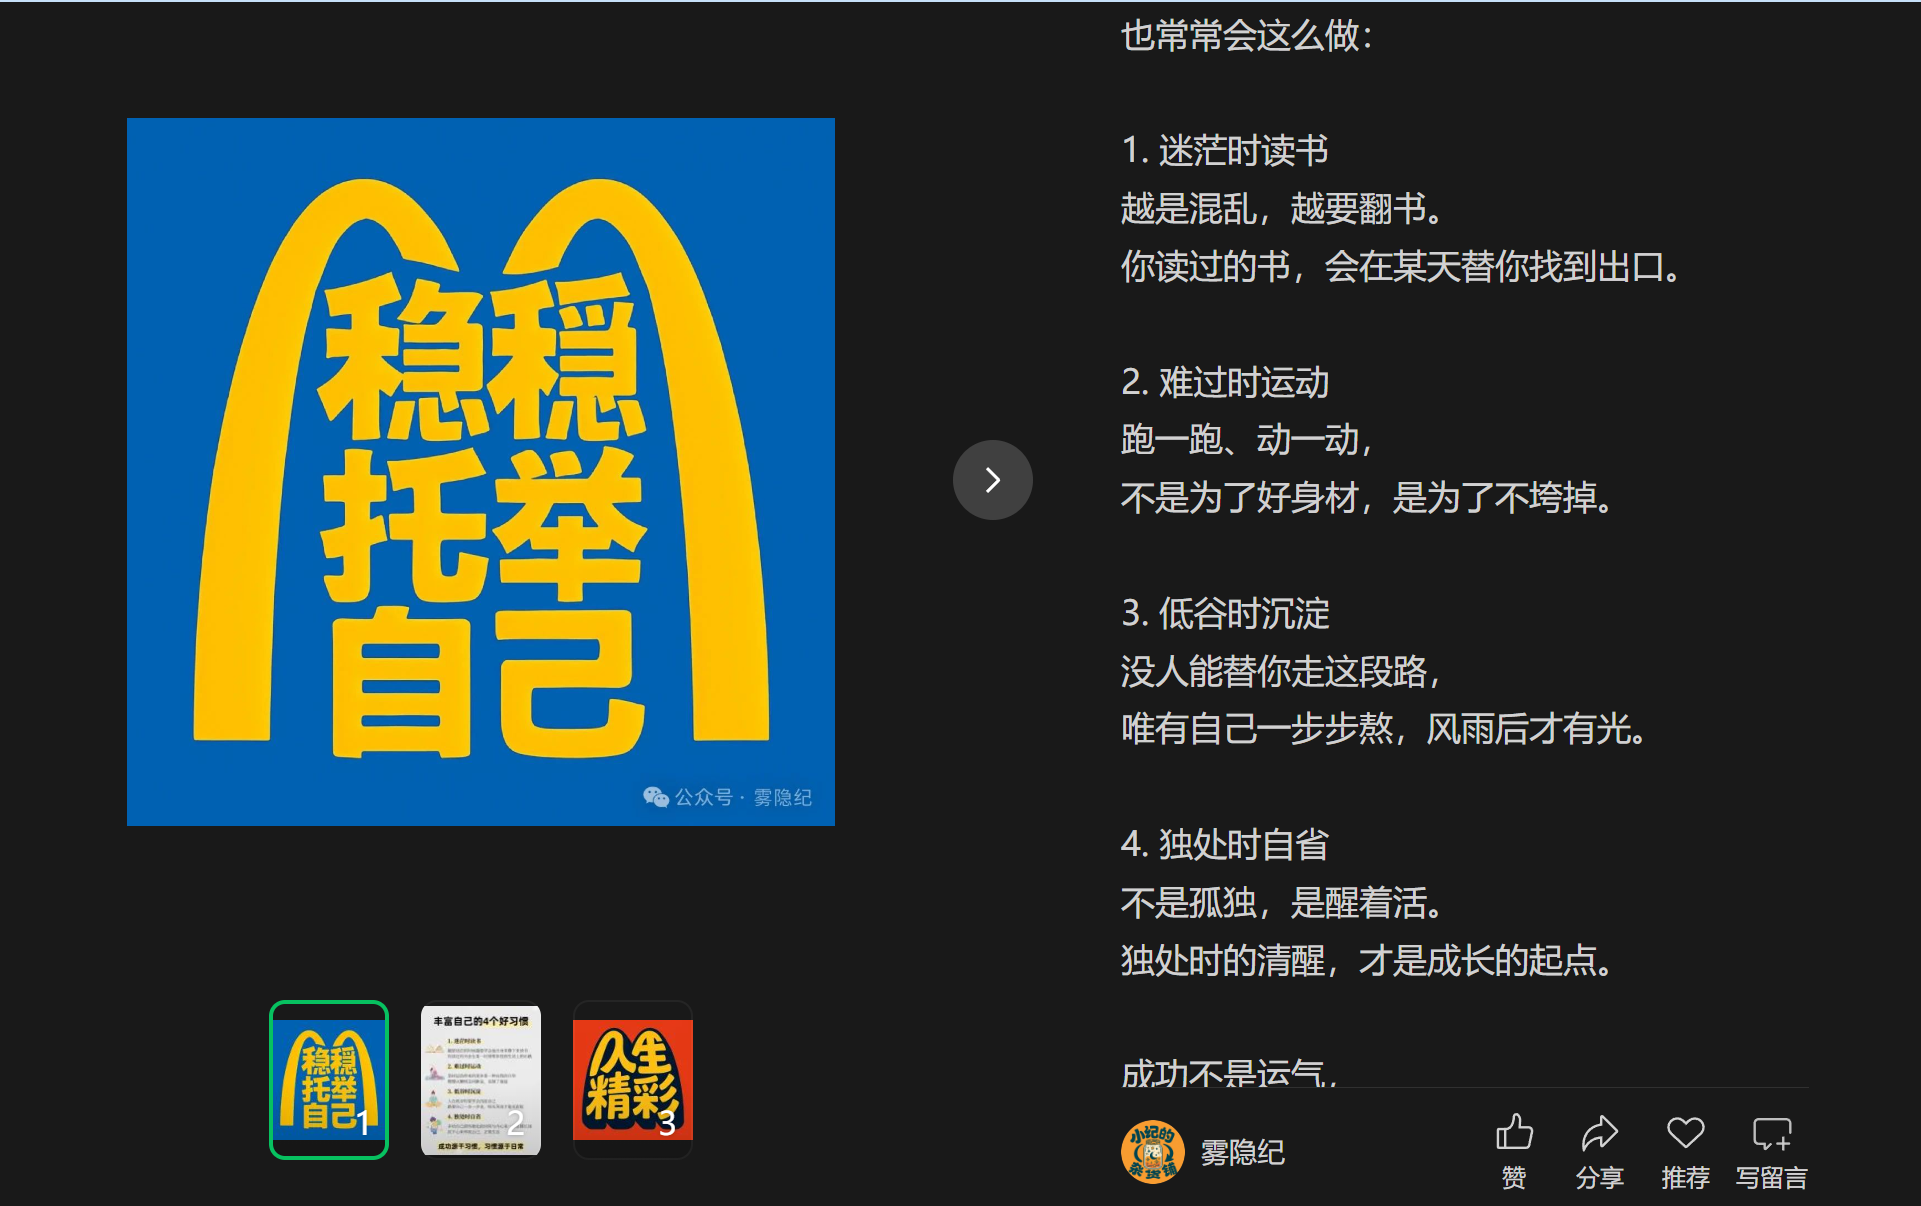 稳稳
托举
自己
公众号 · 雾隐纪
稳稳
托举
自己
1
丰富自己的4个好习惯
1. 迷茫时读书
2. 难过时运动
3. 低谷时沉淀
4. 独处时自省
成功源于习惯，习惯源于日常
2
人生
精彩
3
也常常会这么做：
1. 迷茫时读书
越是混乱，越要翻书。
你读过的书，会在某天替你找到出口。
2. 难过时运动
跑一跑、动一动，
不是为了好身材，是为了不垮掉。
3. 低谷时沉淀
没人能替你走这段路，
唯有自己一步步熬，风雨后才有光。
4. 独处时自省
不是孤独，是醒着活。
独处时的清醒，才是成长的起点。
成功不是运气，
小记的
杂货铺
雾隐纪
赞
分享
推荐
写留言